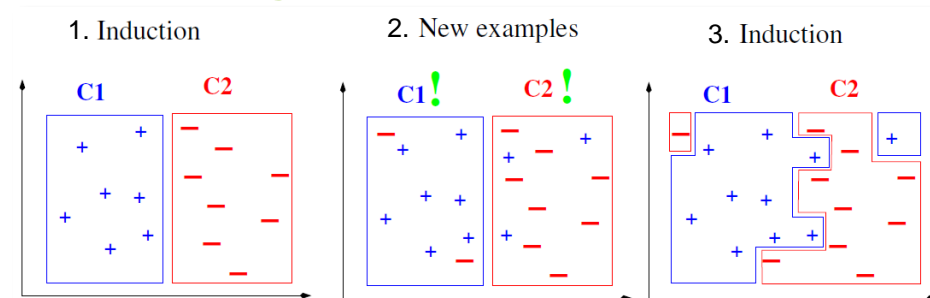 1. Induction
2. New examples
3. Induction
C1
C2
C1!
C2!
C1
C2